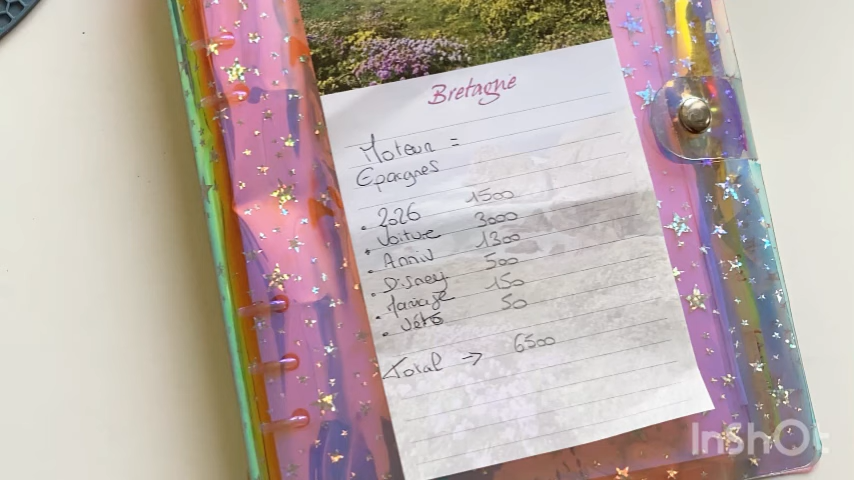 Bretagne
Moteur =
Epargnes
• 2026 1500
• Voiture 3000
• Anniv 1300
• Disney 500
• Mariage 150
• Véto 50
Total → 6500
InShOt